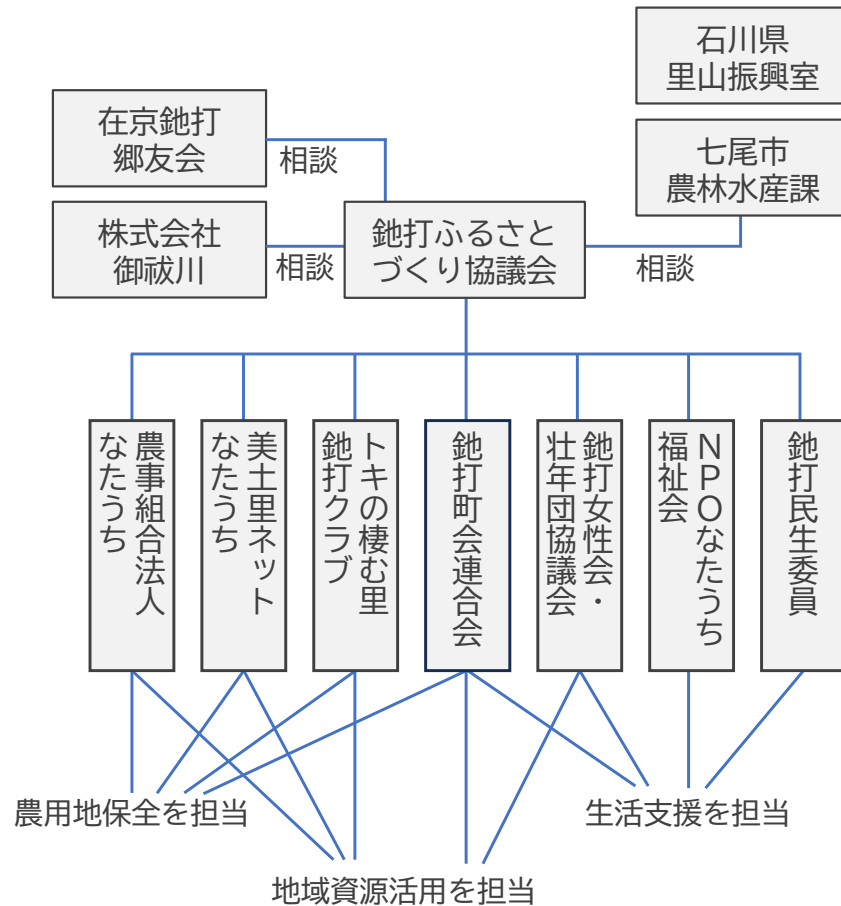 石川県
里山振興室
在京釶打
郷友会
相談
七尾市
農林水産課
株式会社
御祓川
相談
釶打ふるさと
づくり協議会
相談
農事組合法人
なたうち
美土里ネット
なたうち
トキの棲む里
釶打クラブ
釶打町会連合会
釶打女性会・
壮年団協議会
NPOなたうち
福祉会
釶打民生委員
農用地保全を担当
生活支援を担当
地域資源活用を担当